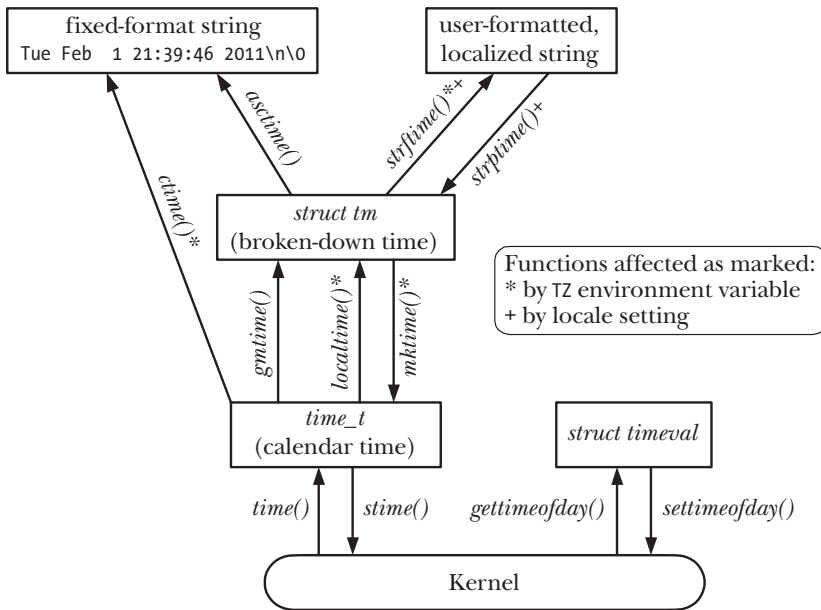 fixed-format string
Tue Feb  1 21:39:46 2011\n\0
user-formatted,
localized string
asctime()
strftime()*+
strptime()+
ctime()*
struct tm
(broken-down time)
Functions affected as marked:
* by TZ environment variable
+ by locale setting
gmtime()
localtime()*
mktime()*
time_t
(calendar time)
struct timeval
time()
stime()
gettimeofday()
settimeofday()
Kernel